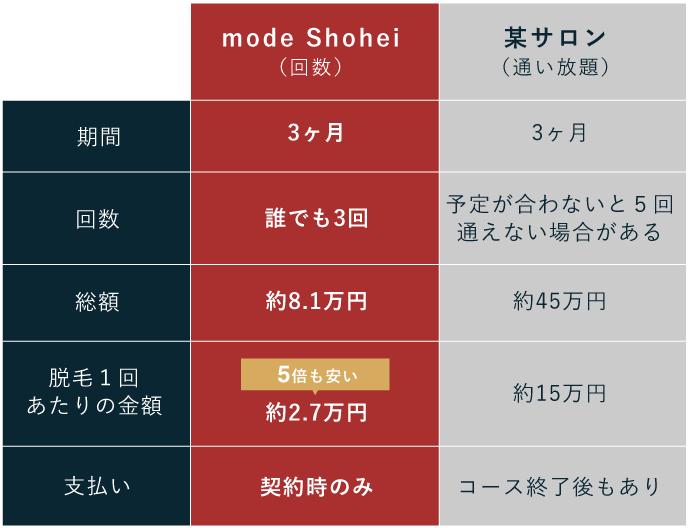 mode Shohei
（回数）
某サロン
（通い放題）
期間
3ヶ月
3ヶ月
回数
誰でも3回
予定が合わないと５回
通えない場合がある
総額
約8.1万円
約45万円
脱毛１回
あたりの金額
5倍も安い
約2.7万円
約15万円
支払い
契約時のみ
コース終了後もあり